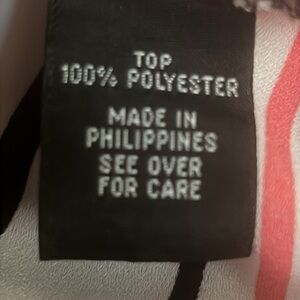 TOP
100% POLYESTER
MADE IN
PHILIPPINES
SEE OVER
FOR CARE